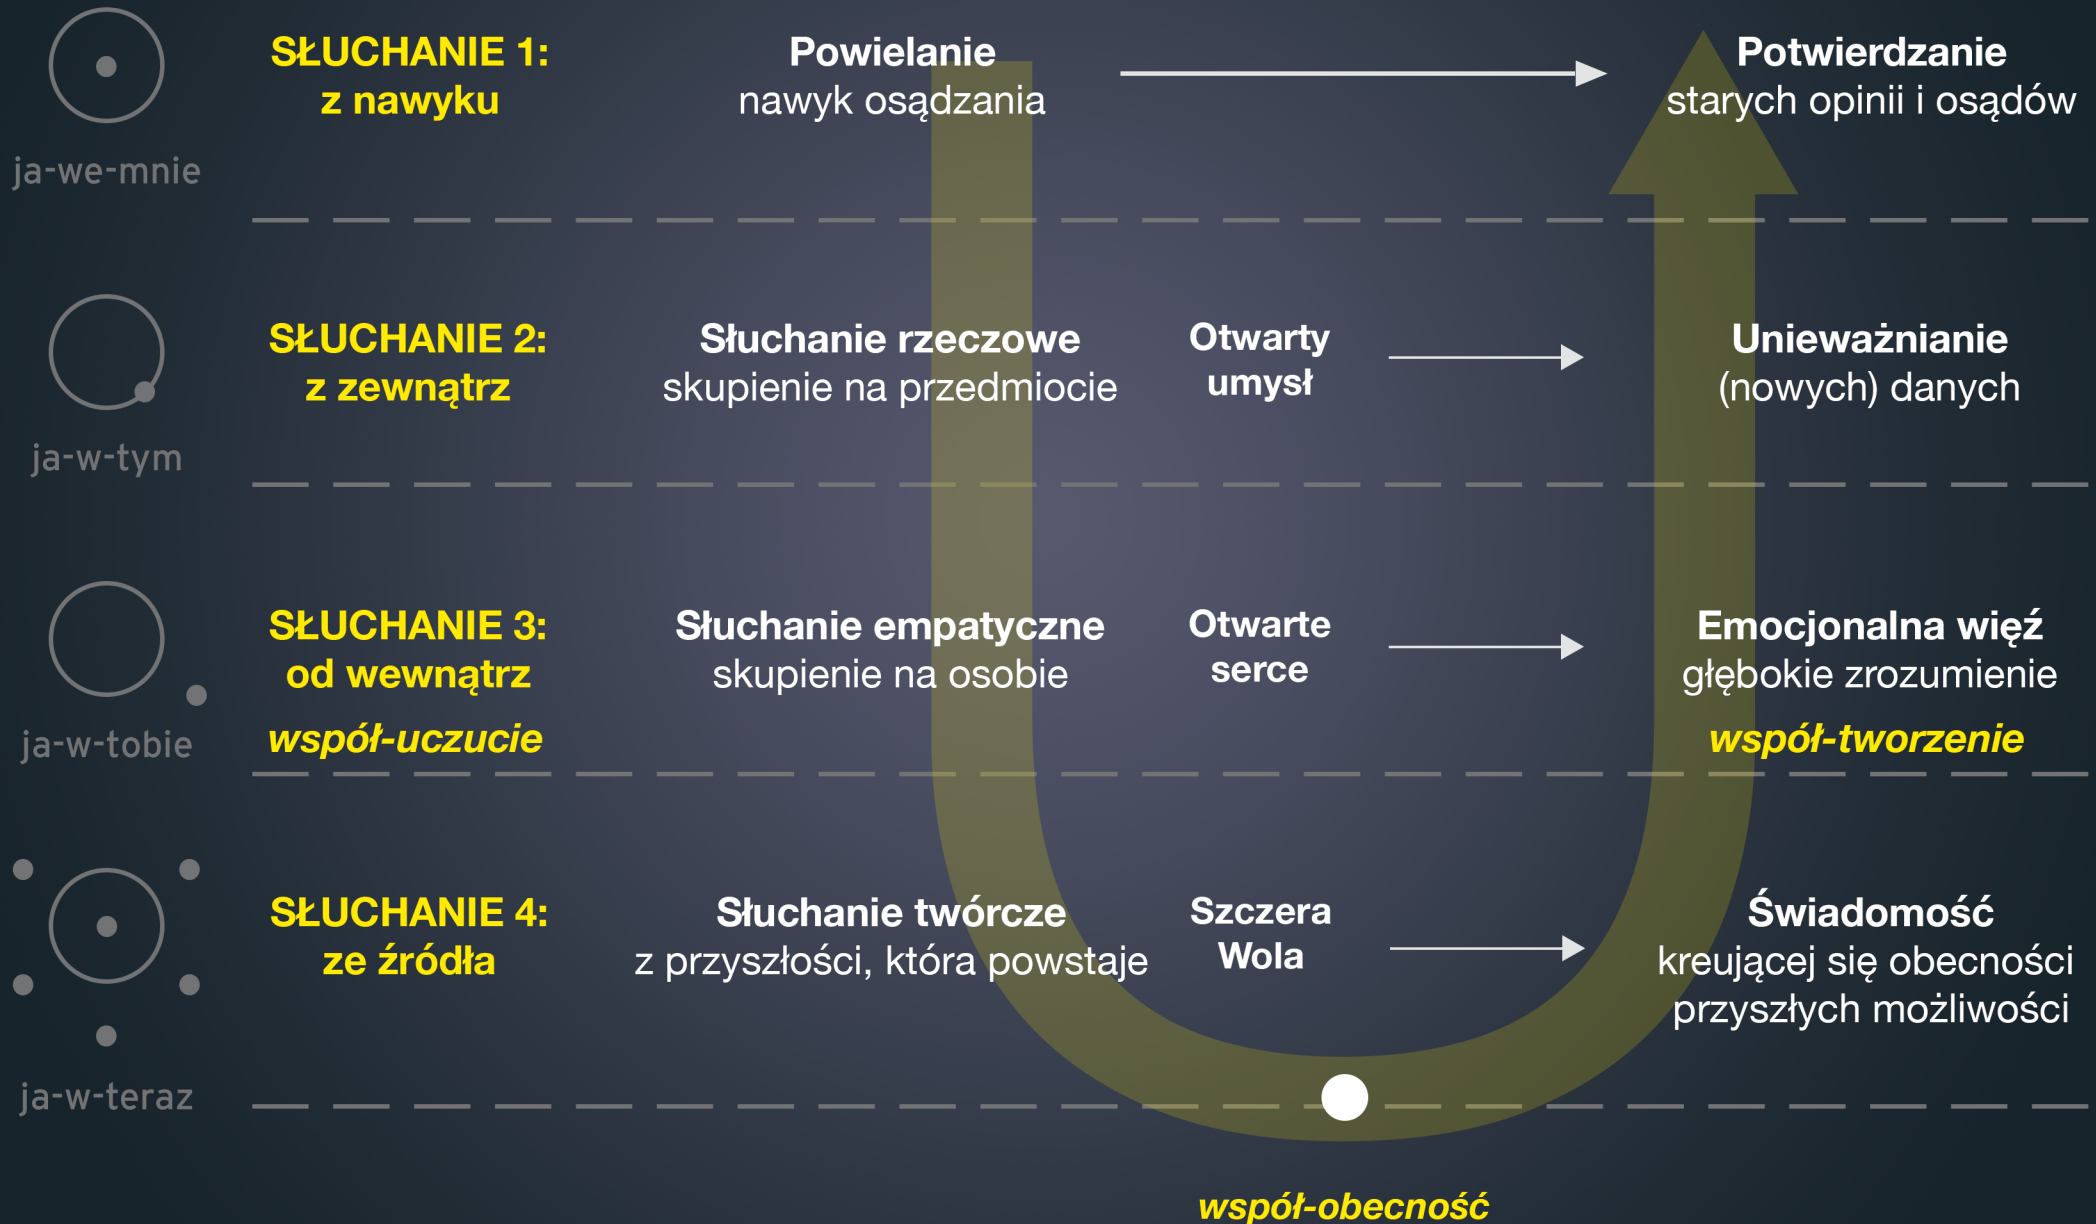 SŁUCHANIE 1:
z nawyku
Powielanie
nawyk osądzania
Potwierdzanie
starych opinii i osądów
ja-we-mnie
SŁUCHANIE 2:
z zewnątrz
Słuchanie rzeczowe
skupienie na przedmiocie
Otwarty
umysł
Unieważnianie
(nowych) danych
ja-w-tym
SŁUCHANIE 3:
od wewnątrz
współ-uczucie
Słuchanie empatyczne
skupienie na osobie
Otwarte
serce
Emocjonalna więź
głębokie zrozumienie
współ-tworzenie
ja-w-tobie
SŁUCHANIE 4:
ze źródła
Słuchanie twórcze
z przyszłości, która powstaje
Szczera
Wola
Świadomość
kreującej się obecności
przyszłych możliwości
ja-w-teraz
współ-obecność